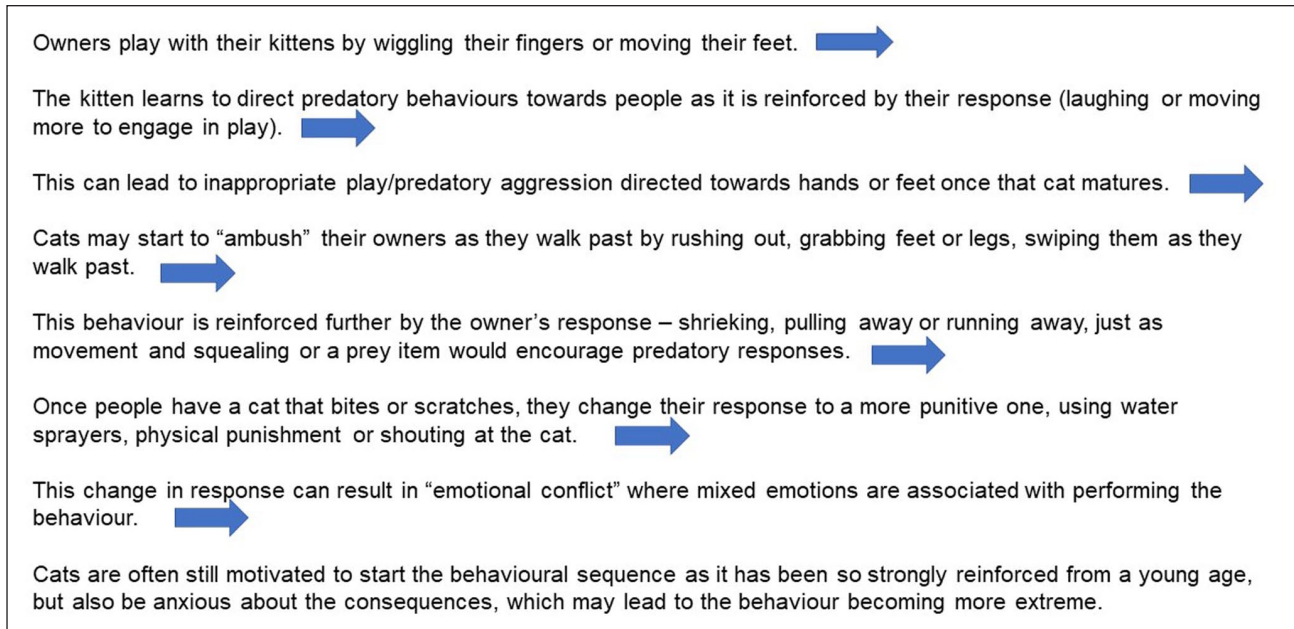 Owners play with their kittens by wiggling their fingers or moving their feet.
The kitten learns to direct predatory behaviours towards people as it is reinforced by their response (laughing or moving
more to engage in play).
This can lead to inappropriate play/predatory aggression directed towards hands or feet once that cat matures.
Cats may start to “ambush” their owners as they walk past by rushing out, grabbing feet or legs, swiping them as they
walk past.
This behaviour is reinforced further by the owner’s response – shrieking, pulling away or running away, just as
movement and squealing or a prey item would encourage predatory responses.
Once people have a cat that bites or scratches, they change their response to a more punitive one, using water
sprayers, physical punishment or shouting at the cat.
This change in response can result in “emotional conflict” where mixed emotions are associated with performing the
behaviour.
Cats are often still motivated to start the behavioural sequence as it has been so strongly reinforced from a young age,
but also be anxious about the consequences, which may lead to the behaviour becoming more extreme.